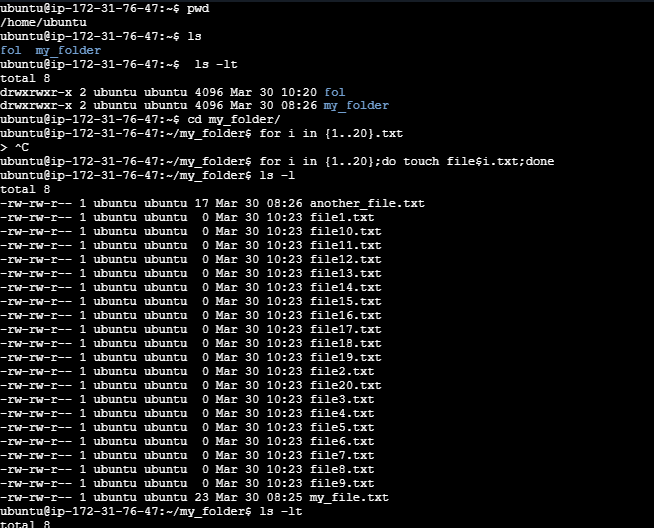 ubuntu@ip-172-31-76-47:~$ pwd
/home/ubuntu
ubuntu@ip-172-31-76-47:~$ ls
fol  my_folder
ubuntu@ip-172-31-76-47:~$  ls -lt
total 8
drwxrwxr-x 2 ubuntu ubuntu 4096 Mar 30 10:20 fol
drwxrwxr-x 2 ubuntu ubuntu 4096 Mar 30 08:26 my_folder
ubuntu@ip-172-31-76-47:~$ cd my_folder/
ubuntu@ip-172-31-76-47:~/my_folder$ for i in {1..20}.txt
> ^C
ubuntu@ip-172-31-76-47:~/my_folder$ for i in {1..20};do touch file$i.txt;done
ubuntu@ip-172-31-76-47:~/my_folder$ ls -l
total 8
-rw-rw-r-- 1 ubuntu ubuntu 17 Mar 30 08:26 another_file.txt
-rw-rw-r-- 1 ubuntu ubuntu  0 Mar 30 10:23 file1.txt
-rw-rw-r-- 1 ubuntu ubuntu  0 Mar 30 10:23 file10.txt
-rw-rw-r-- 1 ubuntu ubuntu  0 Mar 30 10:23 file11.txt
-rw-rw-r-- 1 ubuntu ubuntu  0 Mar 30 10:23 file12.txt
-rw-rw-r-- 1 ubuntu ubuntu  0 Mar 30 10:23 file13.txt
-rw-rw-r-- 1 ubuntu ubuntu  0 Mar 30 10:23 file14.txt
-rw-rw-r-- 1 ubuntu ubuntu  0 Mar 30 10:23 file15.txt
-rw-rw-r-- 1 ubuntu ubuntu  0 Mar 30 10:23 file16.txt
-rw-rw-r-- 1 ubuntu ubuntu  0 Mar 30 10:23 file17.txt
-rw-rw-r-- 1 ubuntu ubuntu  0 Mar 30 10:23 file18.txt
-rw-rw-r-- 1 ubuntu ubuntu  0 Mar 30 10:23 file19.txt
-rw-rw-r-- 1 ubuntu ubuntu  0 Mar 30 10:23 file2.txt
-rw-rw-r-- 1 ubuntu ubuntu  0 Mar 30 10:23 file20.txt
-rw-rw-r-- 1 ubuntu ubuntu  0 Mar 30 10:23 file3.txt
-rw-rw-r-- 1 ubuntu ubuntu  0 Mar 30 10:23 file4.txt
-rw-rw-r-- 1 ubuntu ubuntu  0 Mar 30 10:23 file5.txt
-rw-rw-r-- 1 ubuntu ubuntu  0 Mar 30 10:23 file6.txt
-rw-rw-r-- 1 ubuntu ubuntu  0 Mar 30 10:23 file7.txt
-rw-rw-r-- 1 ubuntu ubuntu  0 Mar 30 10:23 file8.txt
-rw-rw-r-- 1 ubuntu ubuntu  0 Mar 30 10:23 file9.txt
-rw-rw-r-- 1 ubuntu ubuntu 23 Mar 30 08:25 my_file.txt
ubuntu@ip-172-31-76-47:~/my_folder$ ls -lt
total 8